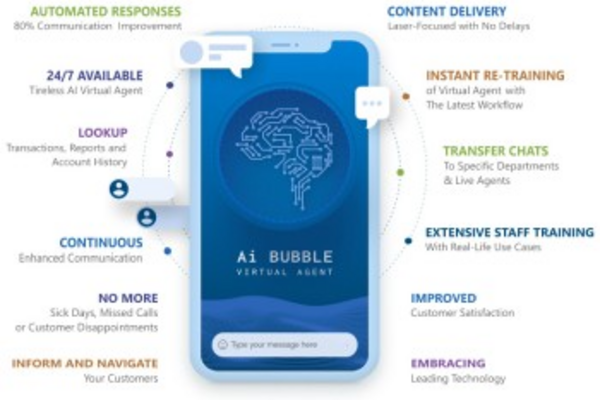 AUTOMATED RESPONSES
80% Communication Improvement
24/7 AVAILABLE
Tireless AI Virtual Agent
LOOKUP
Transactions, Reports and
Account History
CONTINUOUS
Enhanced Communication
NO MORE
Sick Days, Missed Calls
or Customer Disappointments
INFORM AND NAVIGATE
Your Customers
Ai BUBBLE
VIRTUAL AGENT
Type your message here
CONTENT DELIVERY
Laser-Focused with No Delays
INSTANT RE-TRAINING
of Virtual Agent with
The Latest Workflow
TRANSFER CHATS
To Specific Departments
& Live Agents
EXTENSIVE STAFF TRAINING
With Real-Life Use Cases
IMPROVED
Customer Satisfaction
EMBRACING
Leading Technology